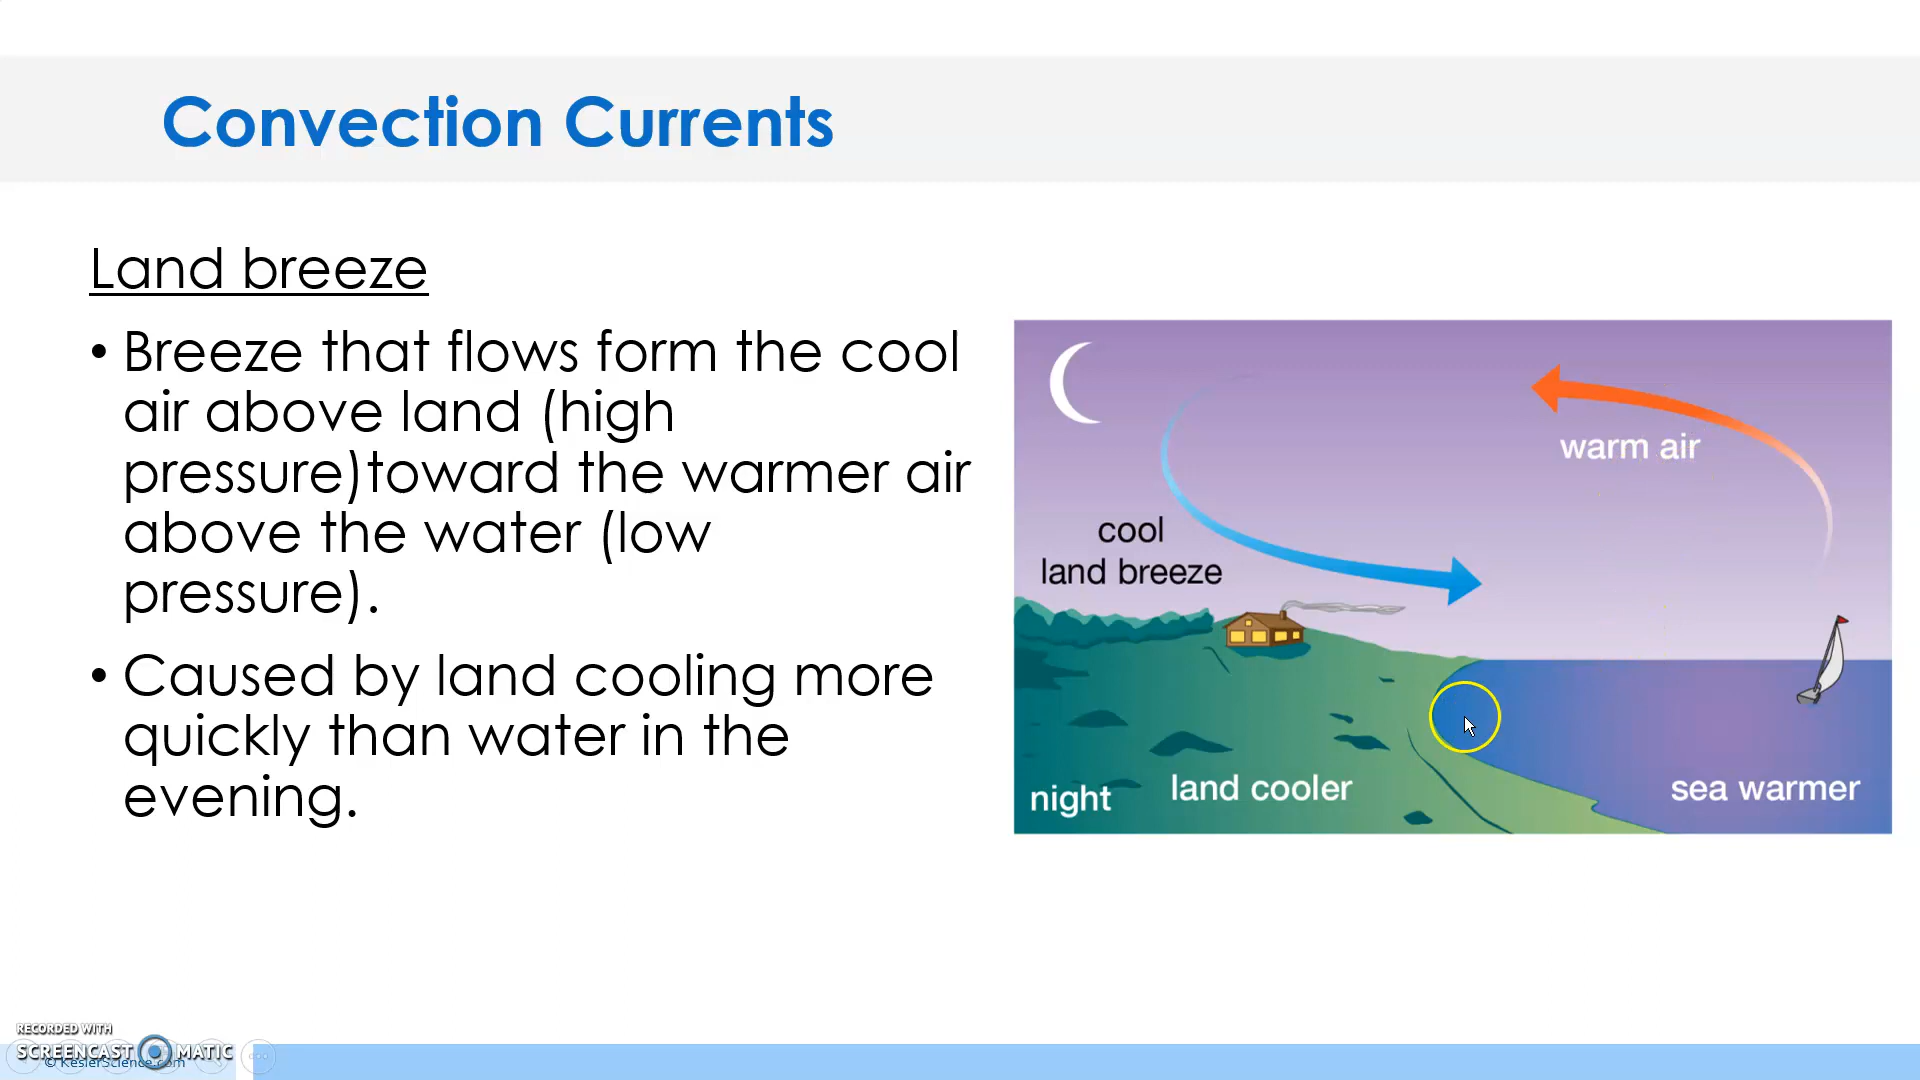 Convection Currents
Land breeze
• Breeze that flows form the cool
air above land (high
pressure)toward the warmer air
above the water (low
pressure).
• Caused by land cooling more
quickly than water in the
evening.
warm air
cool
land breeze
night
land cooler
sea warmer
RECORDED WITH
SCREENCAST MATIC
© KeslerScience.com